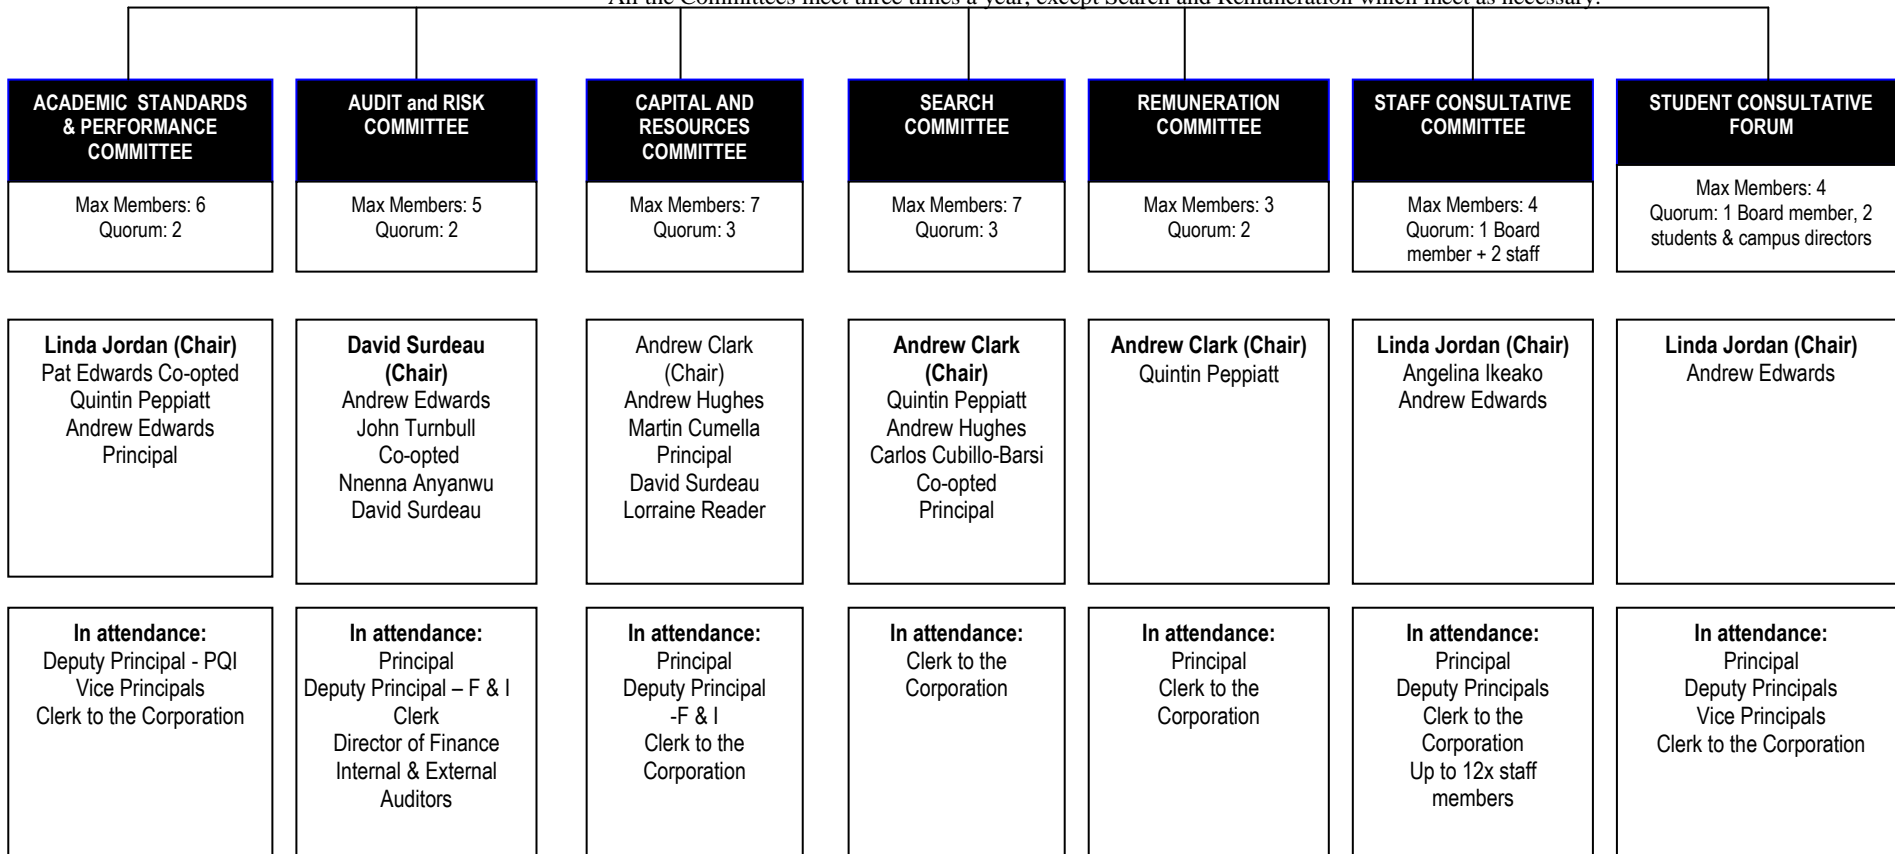 All the Committees meet three times a year, except Search and Remuneration which meet as necessary.
ACADEMIC STANDARDS
& PERFORMANCE
COMMITTEE
Max Members: 6
Quorum: 2
Linda Jordan (Chair)
Pat Edwards Co-opted
Quintin Peppiatt
Andrew Edwards
Principal
In attendance:
Deputy Principal - PQI
Vice Principals
Clerk to the Corporation
AUDIT and RISK
COMMITTEE
Max Members: 5
Quorum: 2
David Surdeau
(Chair)
Andrew Edwards
John Turnbull
Co-opted
Nnenna Anyanwu
David Surdeau
In attendance:
Principal
Deputy Principal – F & I
Clerk
Director of Finance
Internal & External
Auditors
CAPITAL AND
RESOURCES
COMMITTEE
Max Members: 7
Quorum: 3
Andrew Clark
(Chair)
Andrew Hughes
Martin Cumella
Principal
David Surdeau
Lorraine Reader
In attendance:
Principal
Deputy Principal
-F & I
Clerk to the
Corporation
SEARCH
COMMITTEE
Max Members: 7
Quorum: 3
Andrew Clark
(Chair)
Quintin Peppiatt
Andrew Hughes
Carlos Cubillo-Barsi
Co-opted
Principal
In attendance:
Clerk to the
Corporation
REMUNERATION
COMMITTEE
Max Members: 3
Quorum: 2
Andrew Clark (Chair)
Quintin Peppiatt
In attendance:
Principal
Clerk to the
Corporation
STAFF CONSULTATIVE
COMMITTEE
Max Members: 4
Quorum: 1 Board
member + 2 staff
Linda Jordan (Chair)
Angelina Ikeako
Andrew Edwards
In attendance:
Principal
Deputy Principals
Clerk to the
Corporation
Up to 12x staff
members
STUDENT CONSULTATIVE
FORUM
Max Members: 4
Quorum: 1 Board member, 2
students & campus directors
Linda Jordan (Chair)
Andrew Edwards
In attendance:
Principal
Deputy Principals
Vice Principals
Clerk to the Corporation